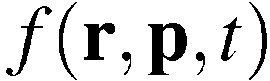 f(r, p, t)